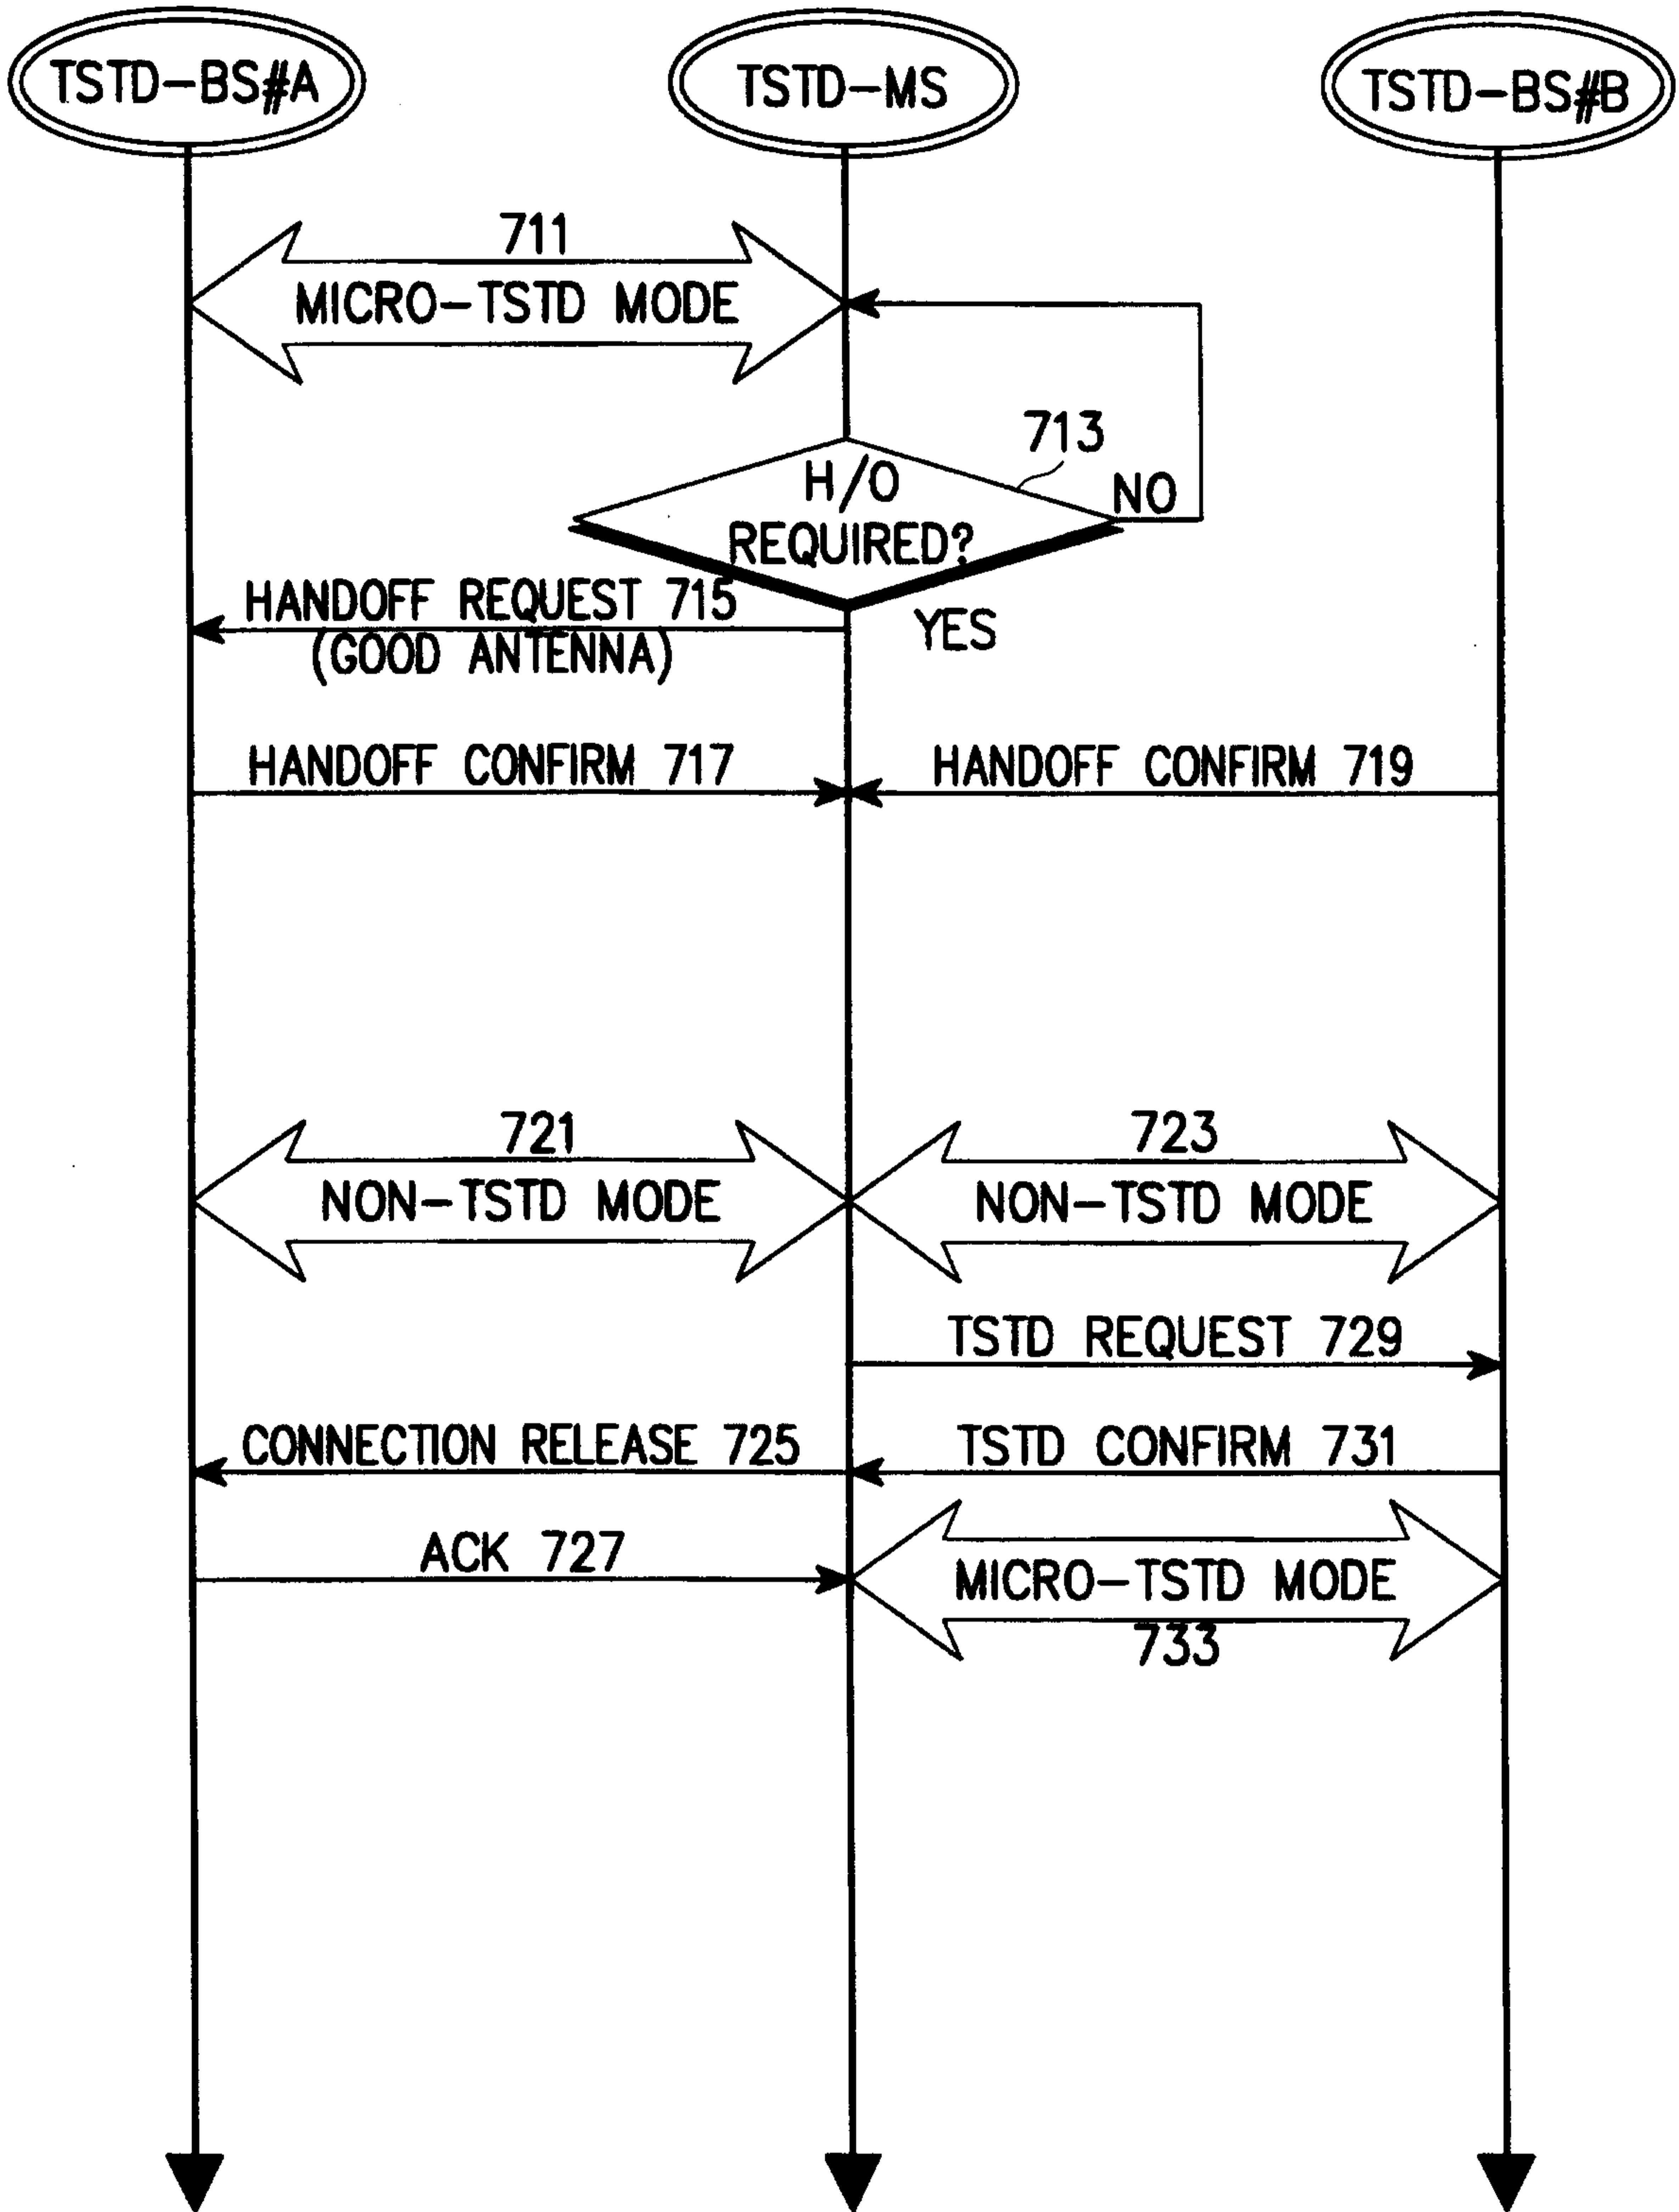 TSTD-BS#A
TSTD-MS
TSTD-BS#B
711
MICRO-TSTD MODE
713
H/O
REQUIRED?
NO
YES
HANDOFF REQUEST 715
(GOOD ANTENNA)
HANDOFF CONFIRM 717
HANDOFF CONFIRM 719
721
NON-TSTD MODE
723
NON-TSTD MODE
TSTD REQUEST 729
CONNECTION RELEASE 725
TSTD CONFIRM 731
ACK 727
MICRO-TSTD MODE
733